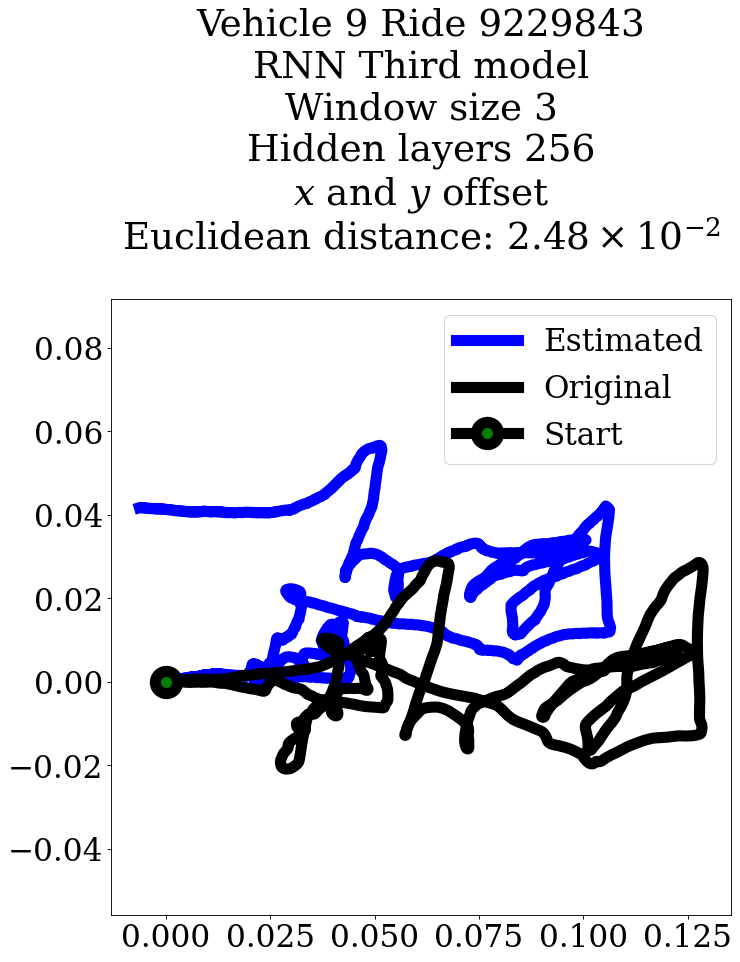 Vehicle 9 Ride 9229843
RNN Third model
Window size 3
Hidden layers 256
x and y offset
Euclidean distance: 2.48 × 10⁻²
Estimated
Original
Start
0.08
0.06
0.04
0.02
0.00
−0.02
−0.04
0.000 0.025 0.050 0.075 0.100 0.125